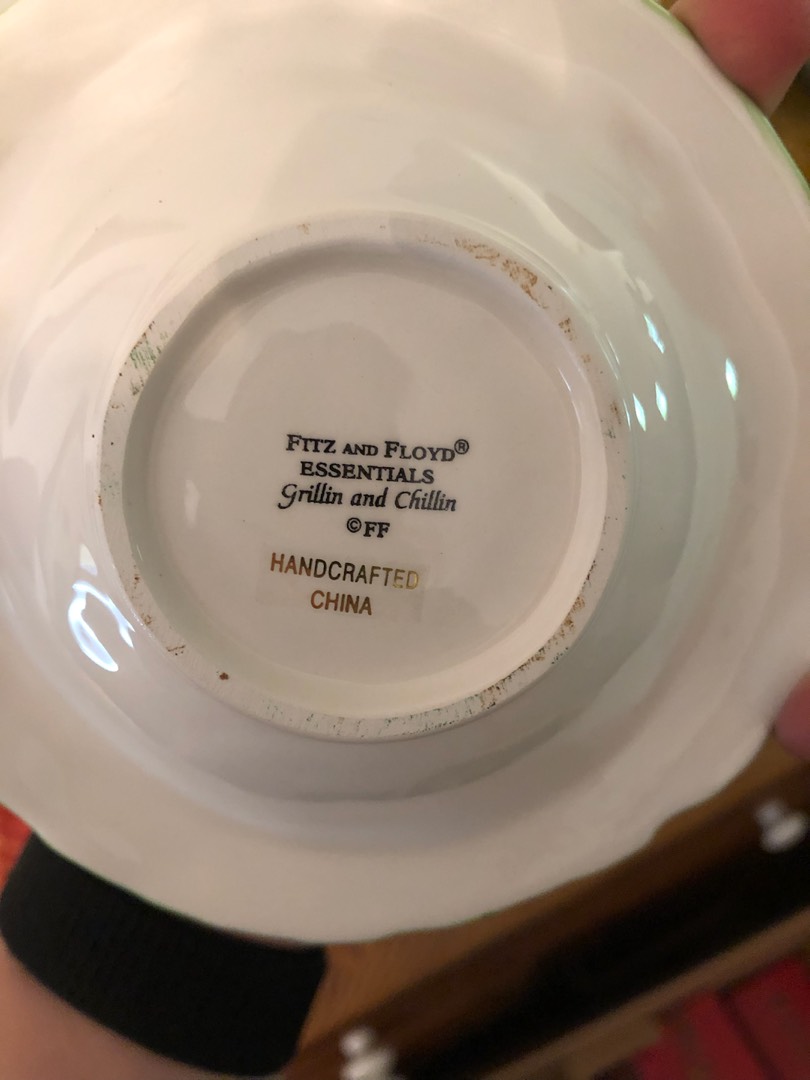 FITZ AND FLOYD®
ESSENTIALS
Grillin and Chillin
©FF
HANDCRAFTED
CHINA